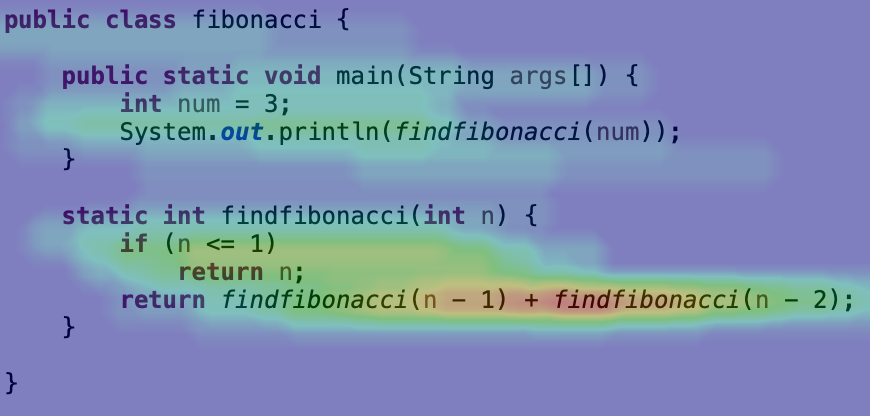 public class fibonacci {
public static void main(String args[]) {
int num = 3;
System.out.println(findfibonacci(num));
}
static int findfibonacci(int n) {
if (n <= 1)
return n;
return findfibonacci(n - 1) + findfibonacci(n - 2);
}
}